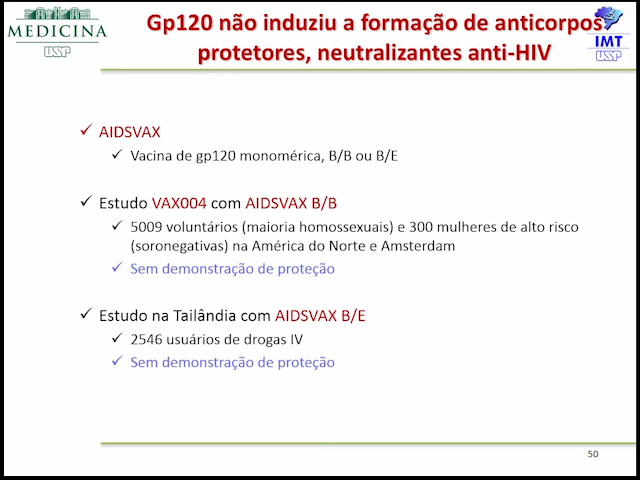 MEDICINA
USP
Gp120 não induziu a formação de anticorpos
protetores, neutralizantes anti-HIV
IMT
USP
AIDSVAX
Vacina de gp120 monomérica, B/B ou B/E
Estudo VAX004 com AIDSVAX B/B
5009 voluntários (maioria homossexuais) e 300 mulheres de alto risco
(soronegativas) na América do Norte e Amsterdam
Sem demonstração de proteção
Estudo na Tailândia com AIDSVAX B/E
2546 usuários de drogas IV
Sem demonstração de proteção
50